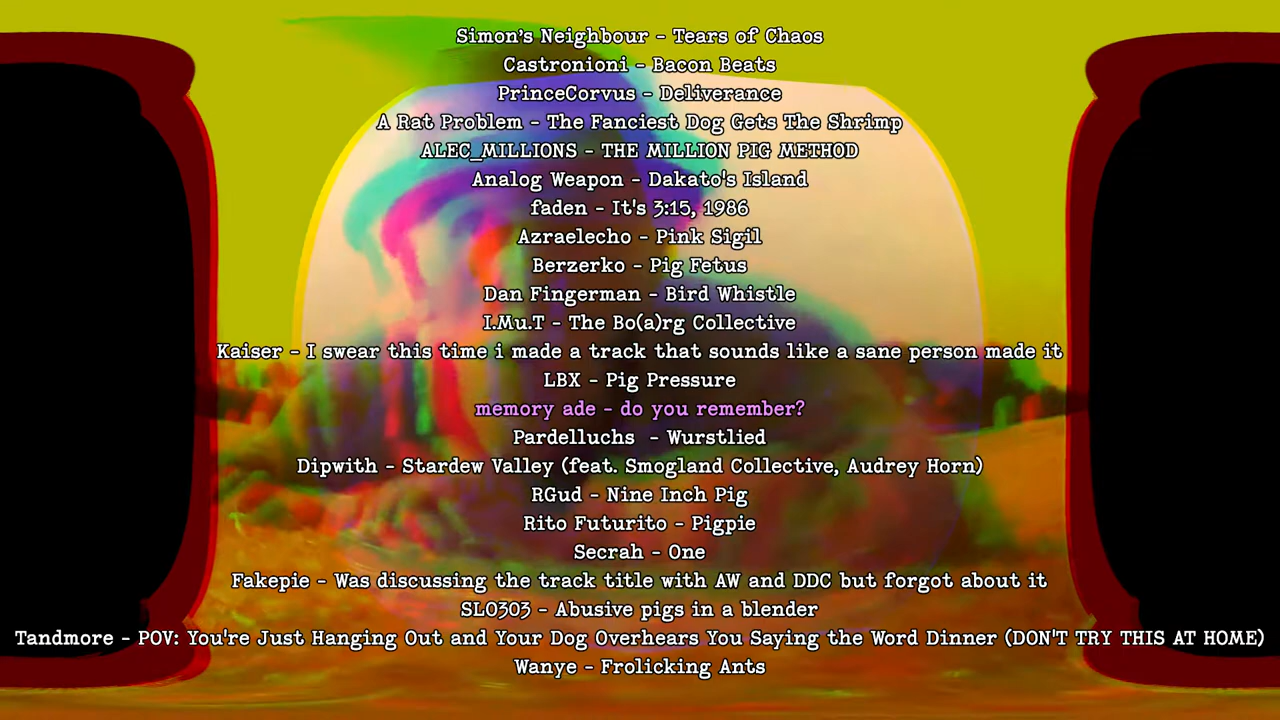 Simon's Neighbour - Tears of Chaos
Castronioni - Bacon Beats
PrinceCorvus - Deliverance
A Rat Problem - The Fanciest Dog Gets The Shrimp
ALEC_MILLIONS - THE MILLION PIG METHOD
Analog Weapon - Dakato's Island
faden - It's 3:15, 1986
Azraelecho - Pink Sigil
Berzerko - Pig Fetus
Dan Fingerman - Bird Whistle
I.Mu.T - The Bo(a)rg Collective
Kaiser - I swear this time i made a track that sounds like a sane person made it
LBX - Pig Pressure
memory ade - do you remember?
Pardelluchs - Wurstlied
Dipwith - Stardew Valley (feat. Smogland Collective, Audrey Horn)
RGud - Nine Inch Pig
Rito Futurito - Pigpie
Secrah - One
Fakepie - Was discussing the track title with AW and DDC but forgot about it
SLO303 - Abusive pigs in a blender
Tandmore - POV: You're Just Hanging Out and Your Dog Overhears You Saying the Word Dinner (DON'T TRY THIS AT HOME)
Wanye - Frolicking Ants